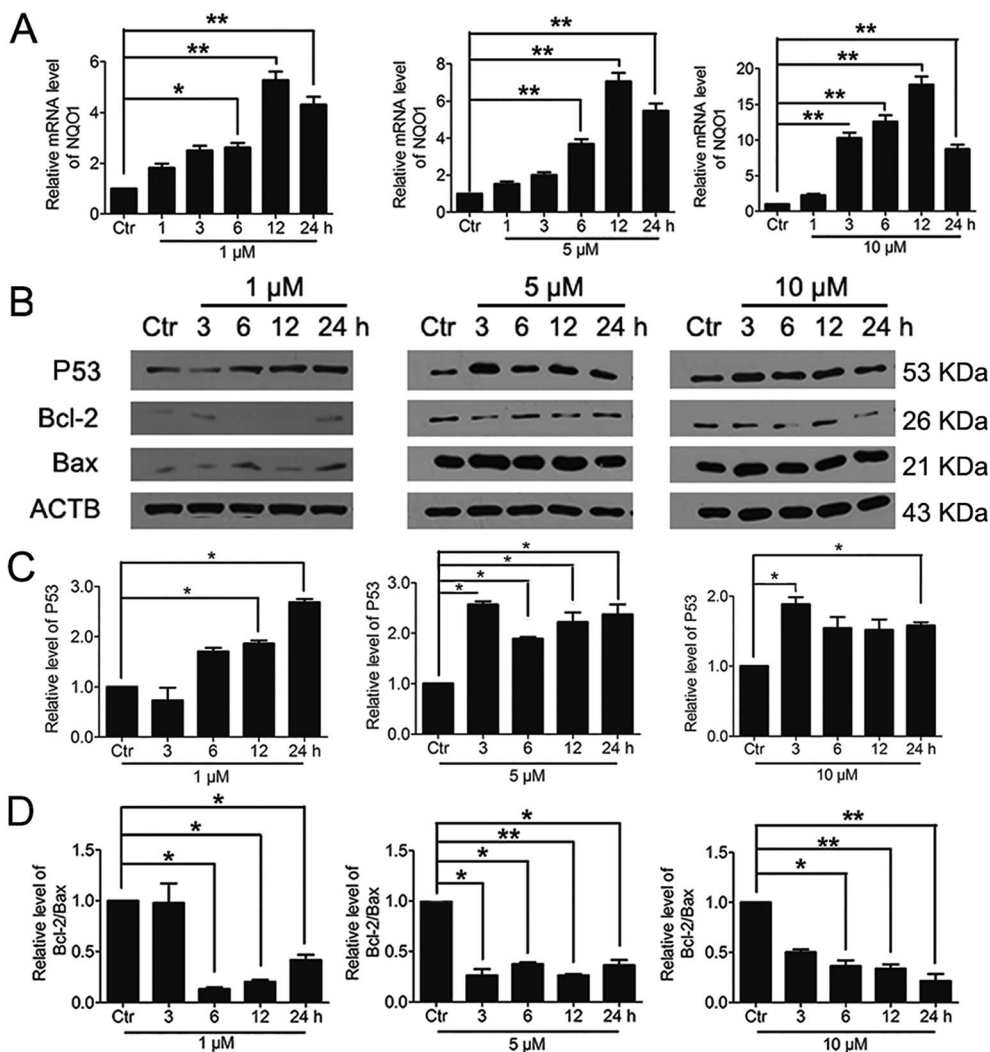 A
Relative mRNA level of NQO1
6
4
2
0
* ** **
Ctr 1 3 6 12 24 h
1 µM
Relative mRNA level of NQO1
8
6
4
2
0
** ** **
Ctr 1 3 6 12 24 h
5 µM
Relative mRNA level of NQO1
20
15
10
5
0
** ** ** **
Ctr 1 3 6 12 24 h
10 µM
B
1 µM
Ctr 3 6 12 24 h
5 µM
Ctr 3 6 12 24 h
10 µM
Ctr 3 6 12 24 h
P53 53 KDa
Bcl-2 26 KDa
Bax 21 KDa
ACTB 43 KDa
C
Relative level of P53
3.0
2.0
1.0
0.0
* *
Ctr 3 6 12 24 h
1 µM
Relative level of P53
3.0
2.0
1.0
0.0
* * * *
Ctr 3 6 12 24 h
5 µM
Relative level of P53
2.0
1.0
0.0
* *
Ctr 3 6 12 24 h
10 µM
D
Relative level of Bcl-2/Bax
1.5
1.0
0.5
0.0
* * *
Ctr 3 6 12 24 h
1 µM
Relative level of Bcl-2/Bax
1.5
1.0
0.5
0.0
* * ** *
Ctr 3 6 12 24 h
5 µM
Relative level of Bcl-2/Bax
1.5
1.0
0.5
0.0
* ** **
Ctr 3 6 12 24 h
10 µM